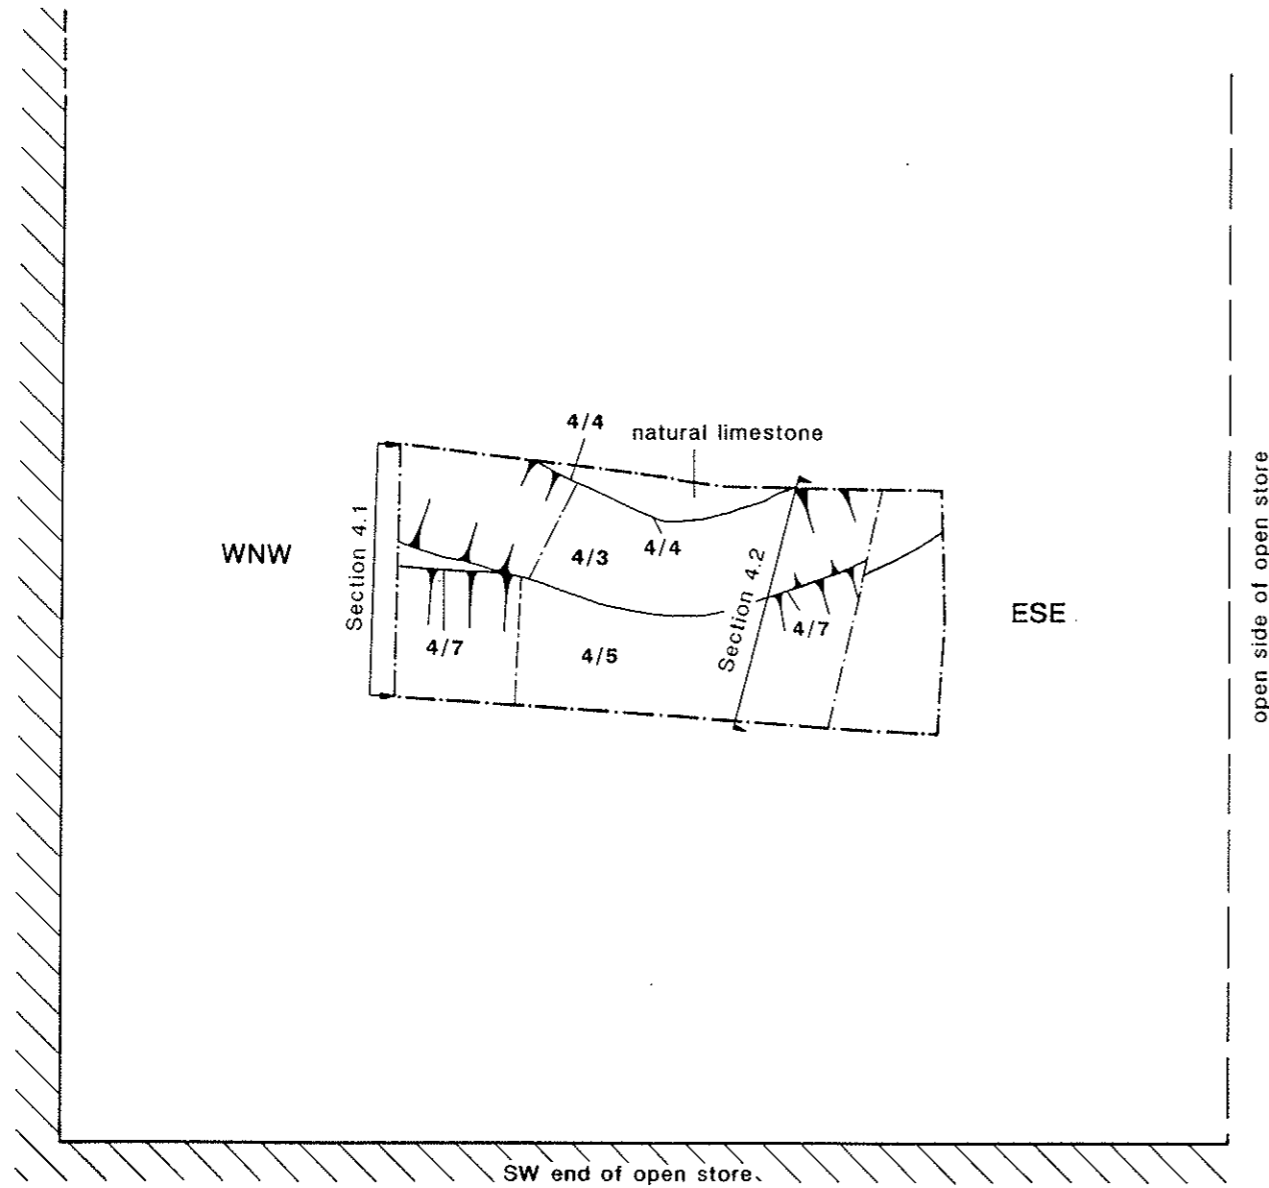 4/4
natural limestone
Section 4.1
WNW
4/3
4/4
Section 4.2
ESE
open side of open store
4/7
4/7
4/5
SW end of open store.